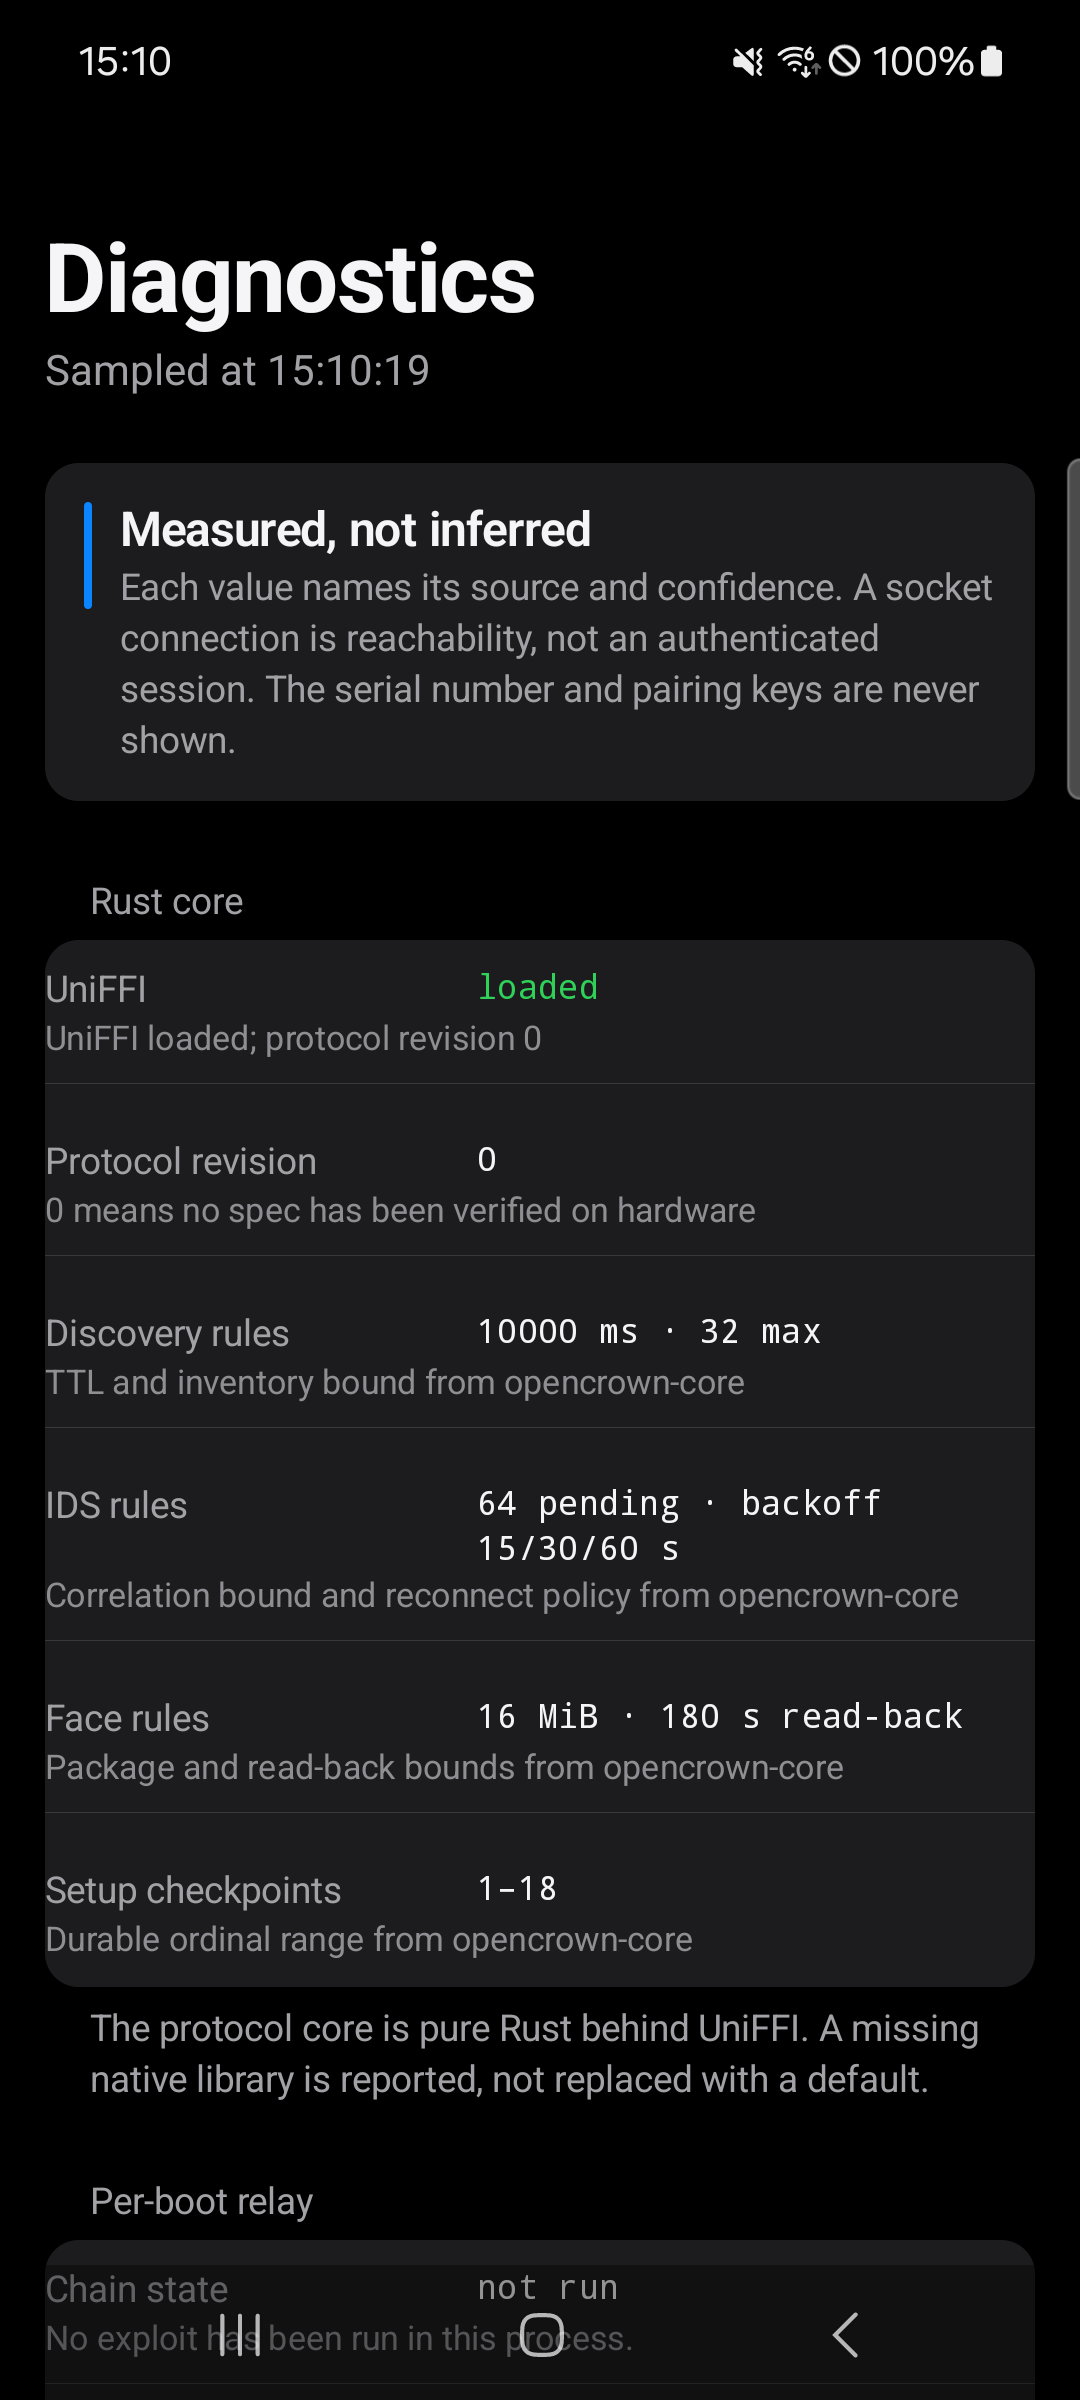 15:10
6
100%
Diagnostics
Sampled at 15:10:19
Measured, not inferred
Each value names its source and confidence. A socket
connection is reachability, not an authenticated
session. The serial number and pairing keys are never
shown.
Rust core
UniFFI loaded
UniFFI loaded; protocol revision 0
Protocol revision 0
0 means no spec has been verified on hardware
Discovery rules 10000 ms · 32 max
TTL and inventory bound from opencrown-core
IDS rules 64 pending · backoff
15/30/60 s
Correlation bound and reconnect policy from opencrown-core
Face rules 16 MiB · 180 s read-back
Package and read-back bounds from opencrown-core
Setup checkpoints 1–18
Durable ordinal range from opencrown-core
The protocol core is pure Rust behind UniFFI. A missing
native library is reported, not replaced with a default.
Per-boot relay
Chain state not run
No exploit has been run in this process.